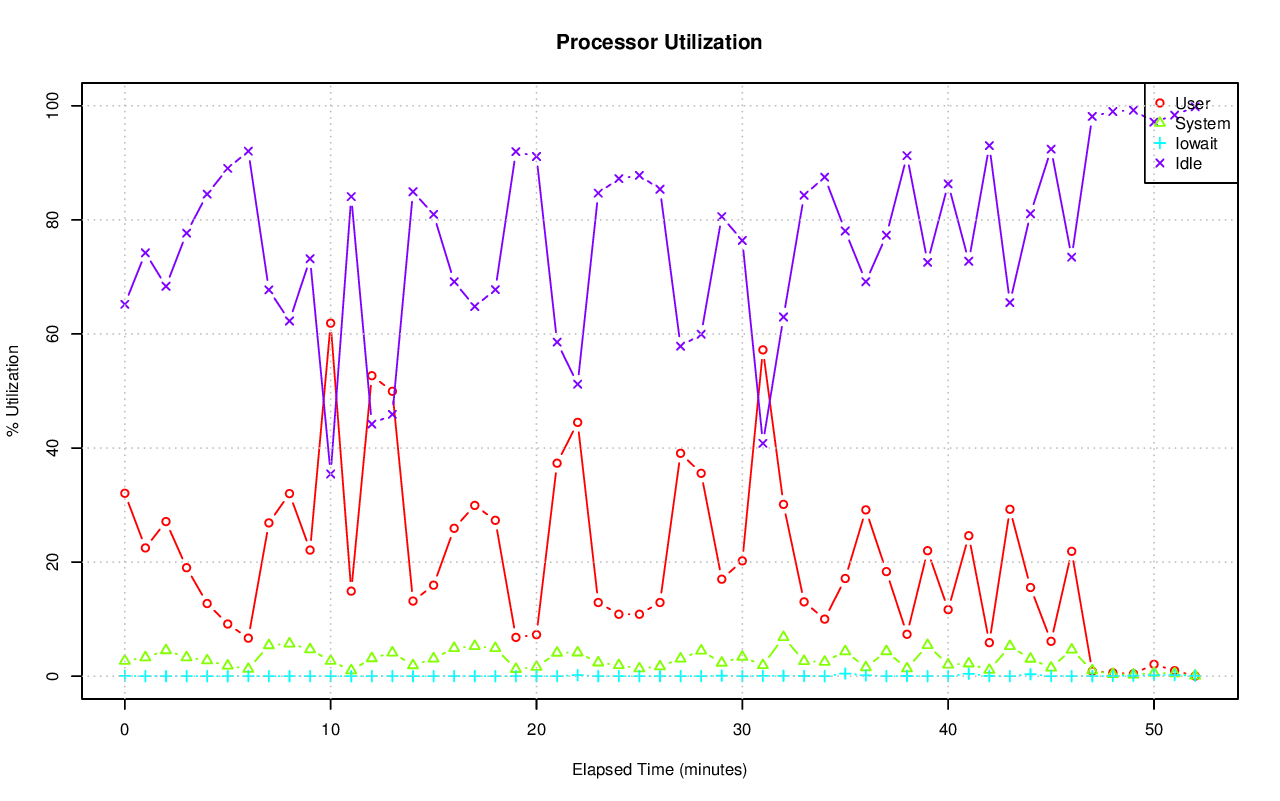 Processor Utilization
User
System
Iowait
Idle
% Utilization
100
80
60
40
20
0
0 10 20 30 40 50
Elapsed Time (minutes)